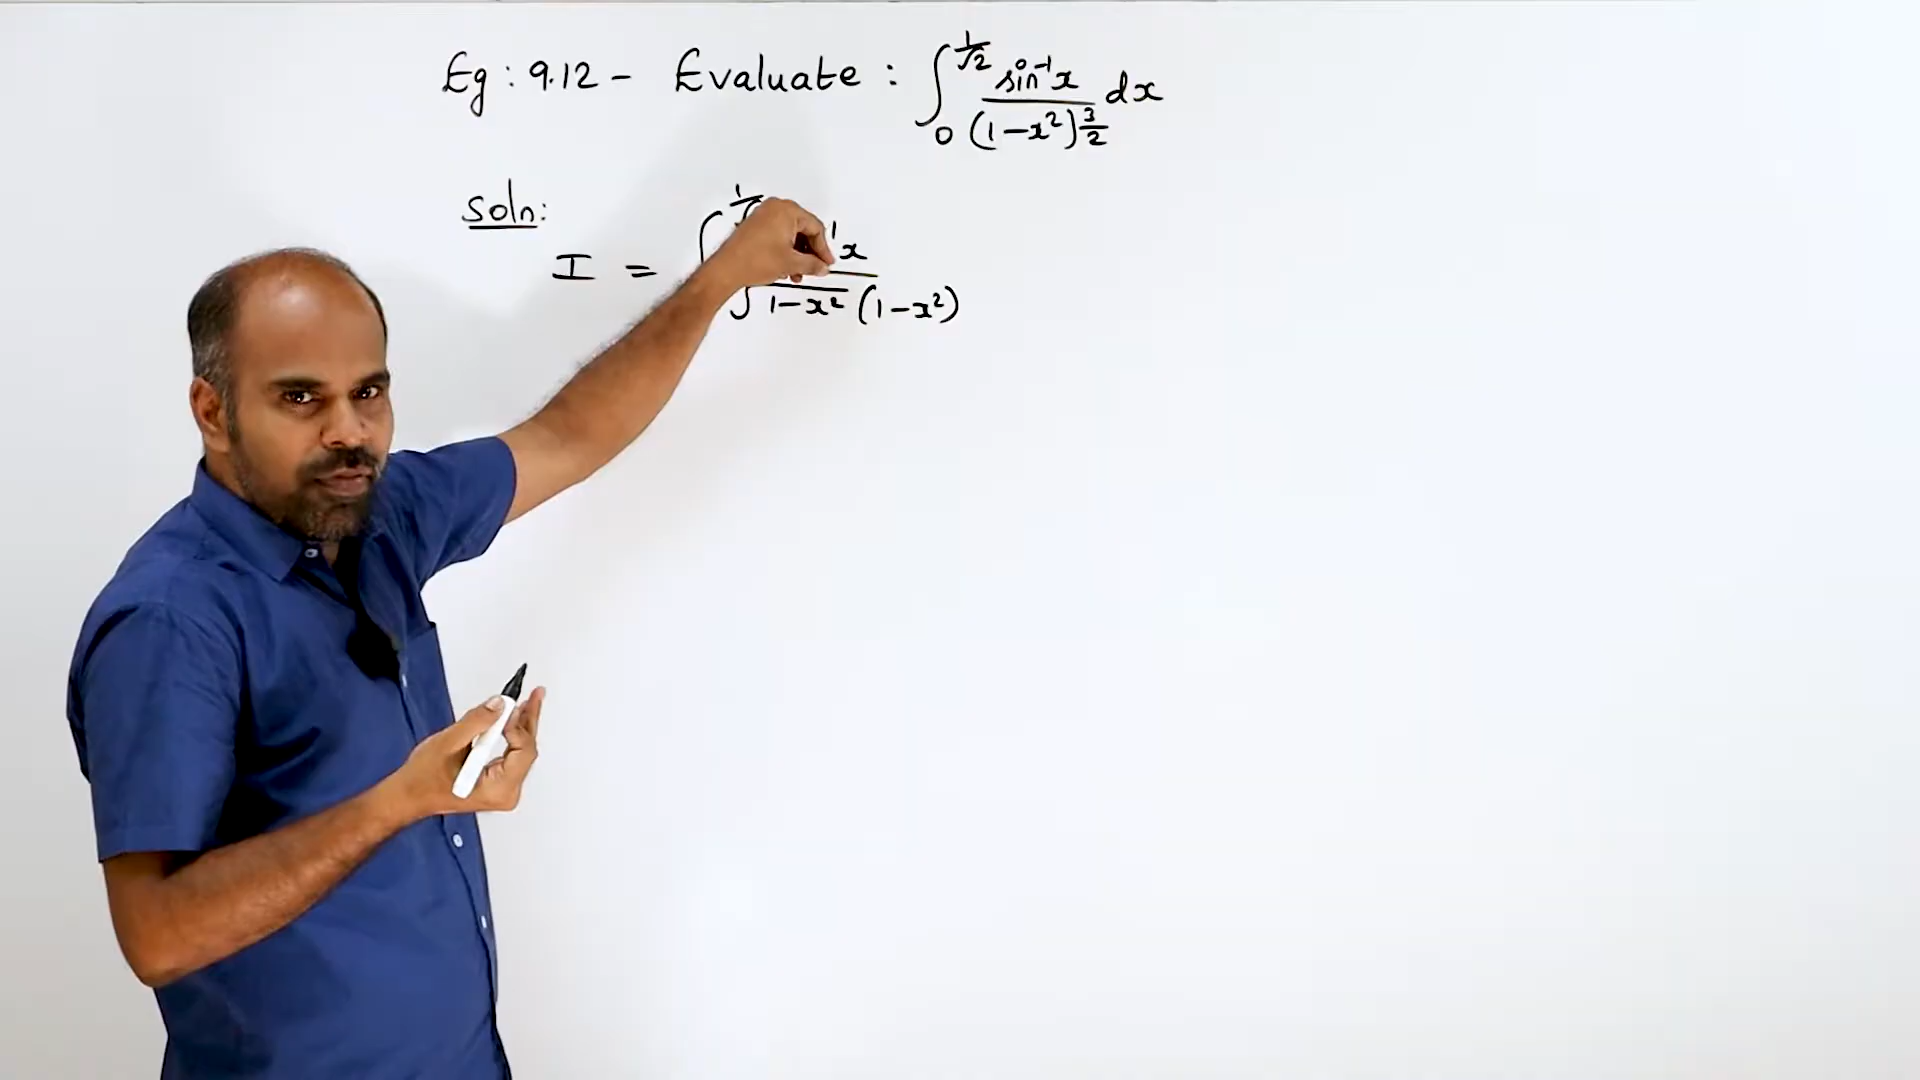 Eg : 9.12 - Evaluate : ∫₀^(1/√2) sin⁻¹x / (1-x²)^(3/2) dx
Soln:
I = ∫ ¹x / √(1-x²) (1-x²)